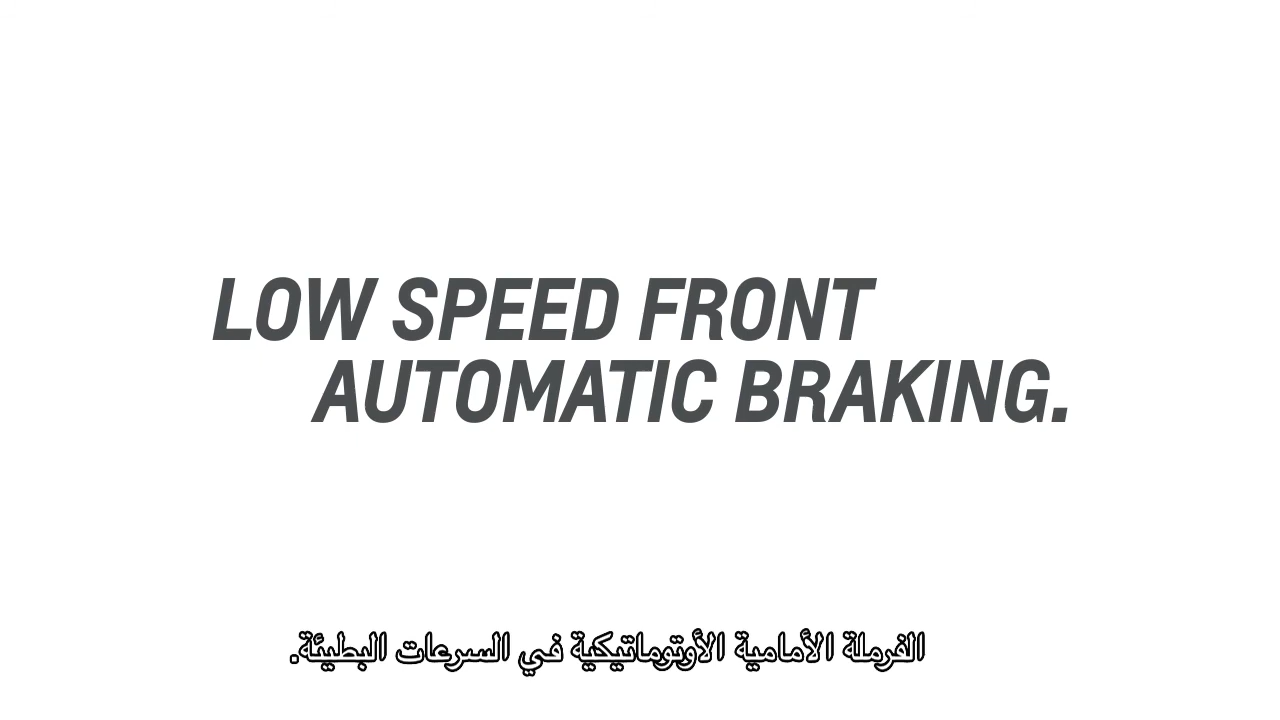 LOW SPEED FRONT
AUTOMATIC BRAKING.
الفرملة الأمامية الأوتوماتيكية في السرعات البطيئة.